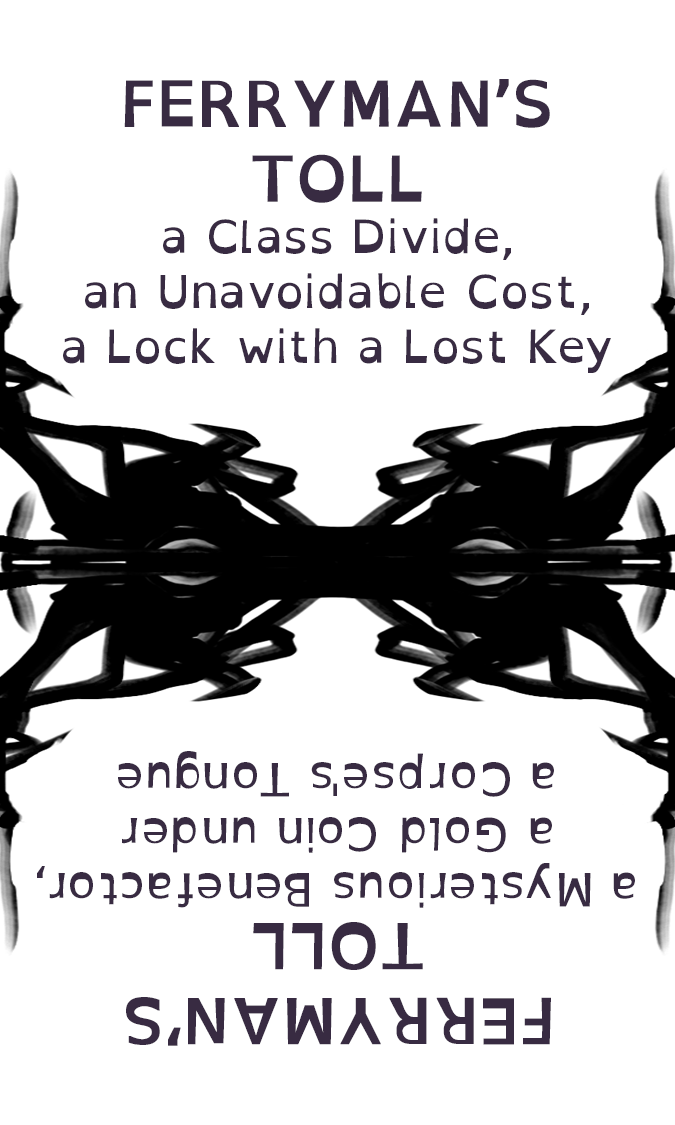 FERRYMAN’S
TOLL
a Class Divide,
an Unavoidable Cost,
a Lock with a Lost Key
FERRYMAN’S
TOLL
a Mysterious Benefactor,
a Gold Coin under
a Corpse's Tongue